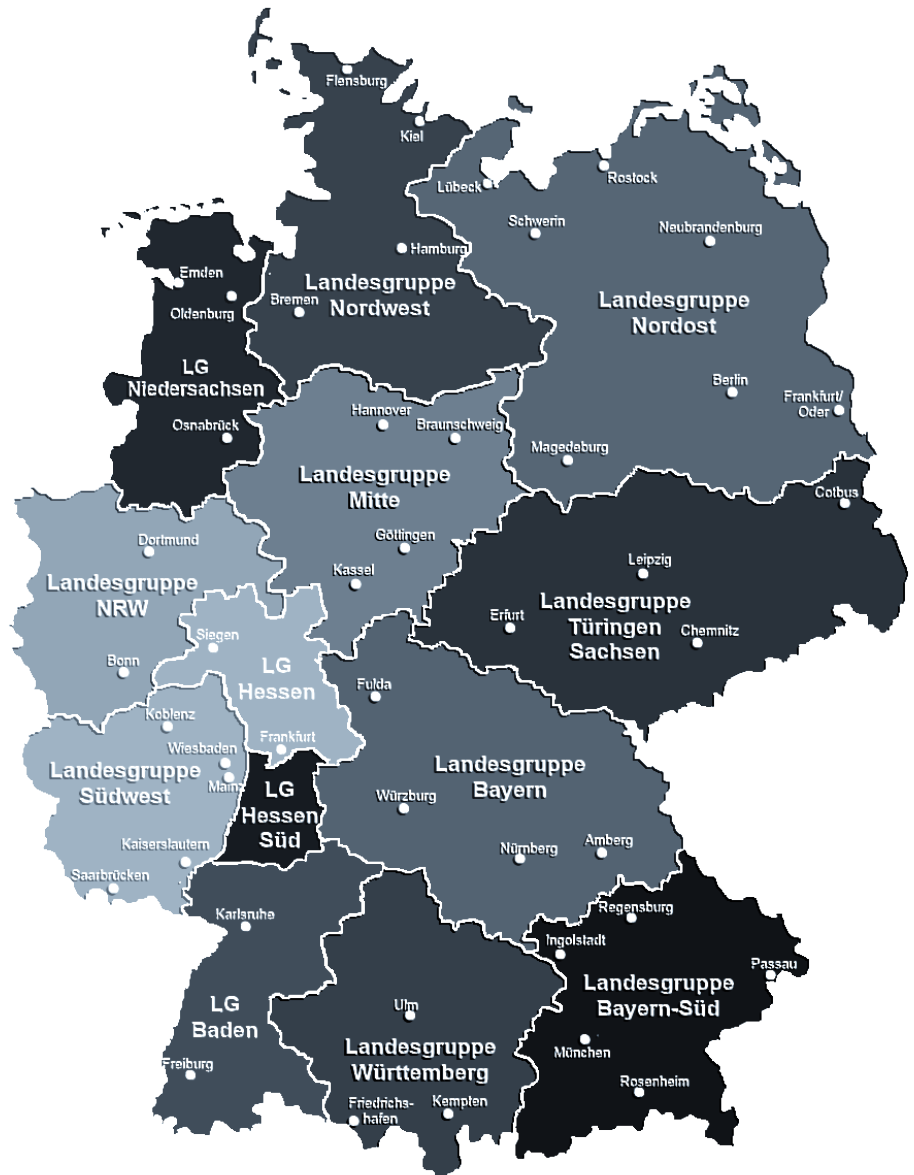 Flensburg
Kiel
Lübeck
Rostock
Schwerin
Neubrandenburg
Hamburg
Landesgruppe
Nordwest
Bremen
Emden
Oldenburg
Landesgruppe
Nordost
LG
Niedersachsen
Osnabrück
Berlin
Frankfurt/
Oder
Hannover
Braunschweig
Magedeburg
Landesgruppe
Mitte
Cottbus
Göttingen
Kassel
Dortmund
Landesgruppe
NRW
Bonn
Leipzig
Erfurt
Landesgruppe
Türingen
Sachsen
Chemnitz
Siegen
LG
Hessen
Frankfurt
Fulda
Koblenz
Wiesbaden
Mainz
Landesgruppe
Südwest
Kaiserslautern
Saarbrücken
LG
Hessen
Süd
Landesgruppe
Bayern
Würzburg
Nürnberg
Amberg
Karlsruhe
LG
Baden
Freiburg
Regensburg
Ingolstadt
Passau
Landesgruppe
Bayern-Süd
München
Rosenheim
Ulm
Landesgruppe
Württemberg
Friedrichs-
hafen
Kempten